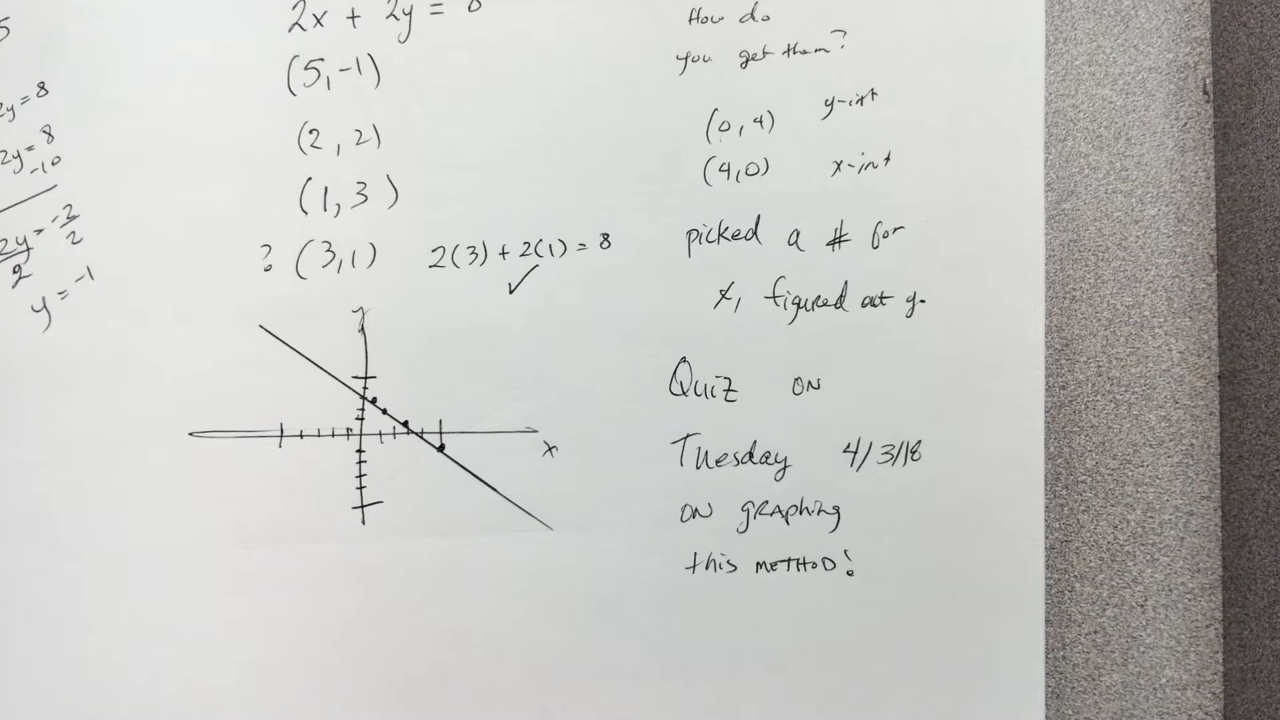 5
2y = 8
2y = 8
-10
2y = -2
2 2
y = -1
2x + 2y = 8
(5, -1)
(2, 2)
(1, 3)
? (3, 1) 2(3) + 2(1) = 8 ✓
y
x
How do
you get them?
(0, 4) y-int
(4, 0) x-int
picked a # for
x, figured out y.
Quiz on
Tuesday 4/3/18
on graphing
this METHOD!